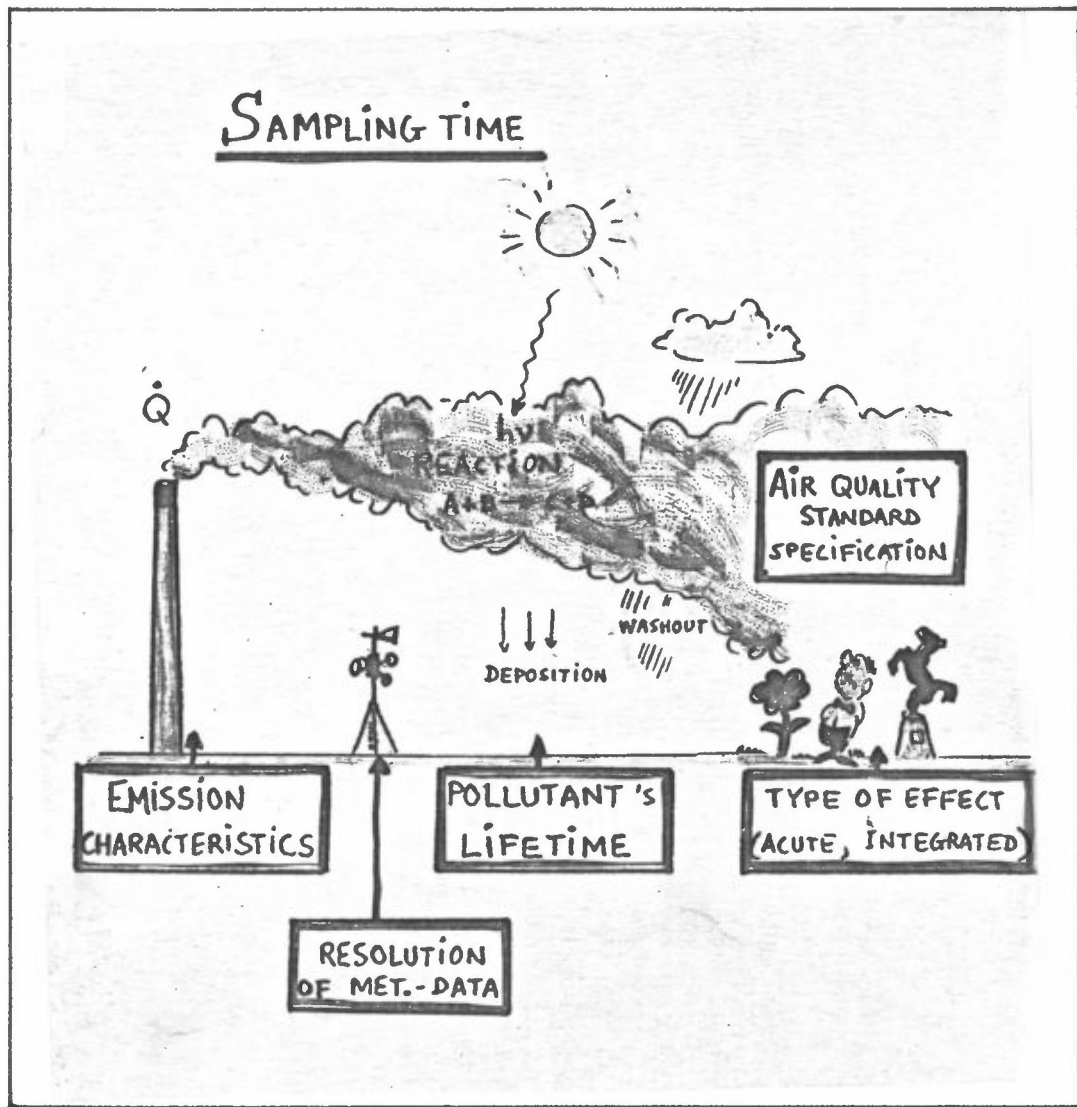 SAMPLING TIME
Q̇
hν
REACTION
A+B → C+D
AIR QUALITY
STANDARD
SPECIFICATION
WASHOUT
DEPOSITION
EMISSION
CHARACTERISTICS
POLLUTANT'S
LIFETIME
TYPE OF EFFECT
(ACUTE, INTEGRATED)
RESOLUTION
OF MET.-DATA